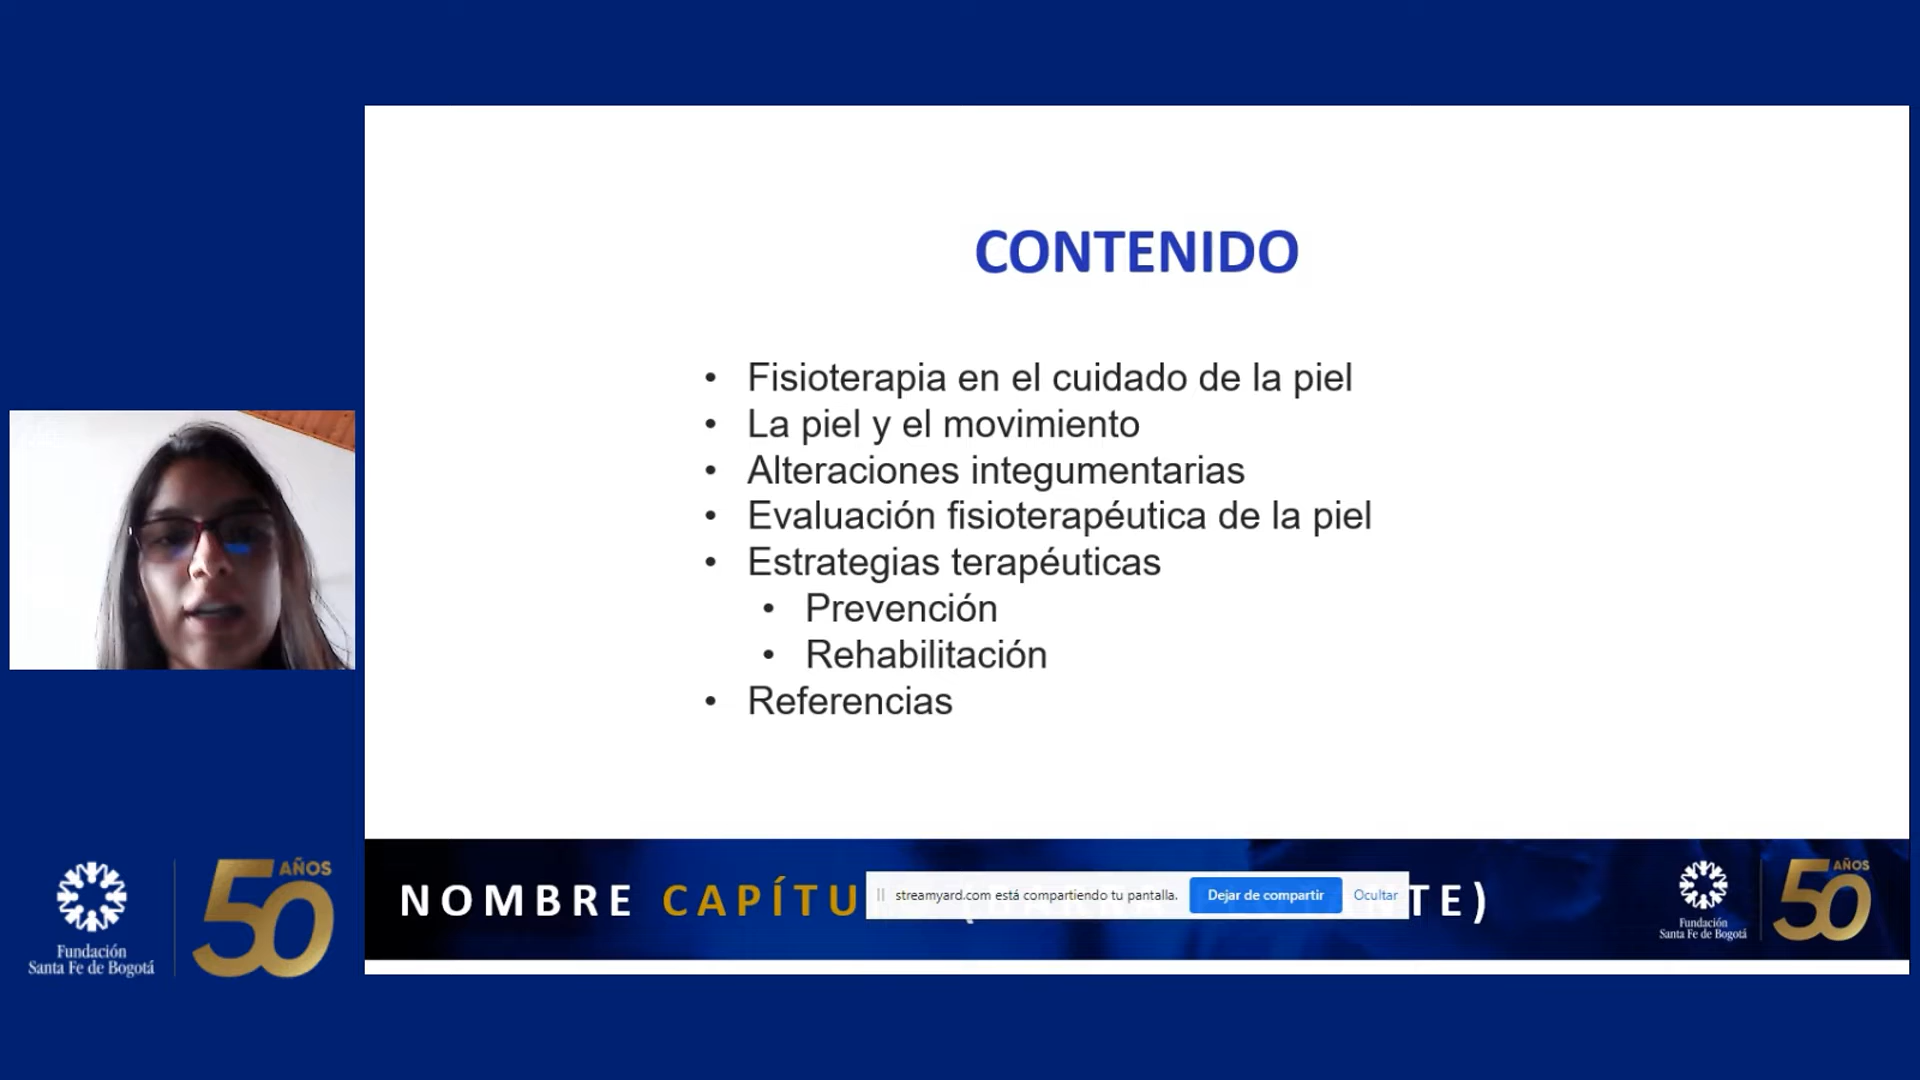 CONTENIDO
• Fisioterapia en el cuidado de la piel
• La piel y el movimiento
• Alteraciones integumentarias
• Evaluación fisioterapéutica de la piel
• Estrategias terapéuticas
• Prevención
• Rehabilitación
• Referencias
NOMBRE CAPÍTU
TE)
streamyard.com está compartiendo tu pantalla. Dejar de compartir Ocultar
Fundación
Santa Fe de Bogotá
50 AÑOS
Fundación
Santa Fe de Bogotá
50 AÑOS